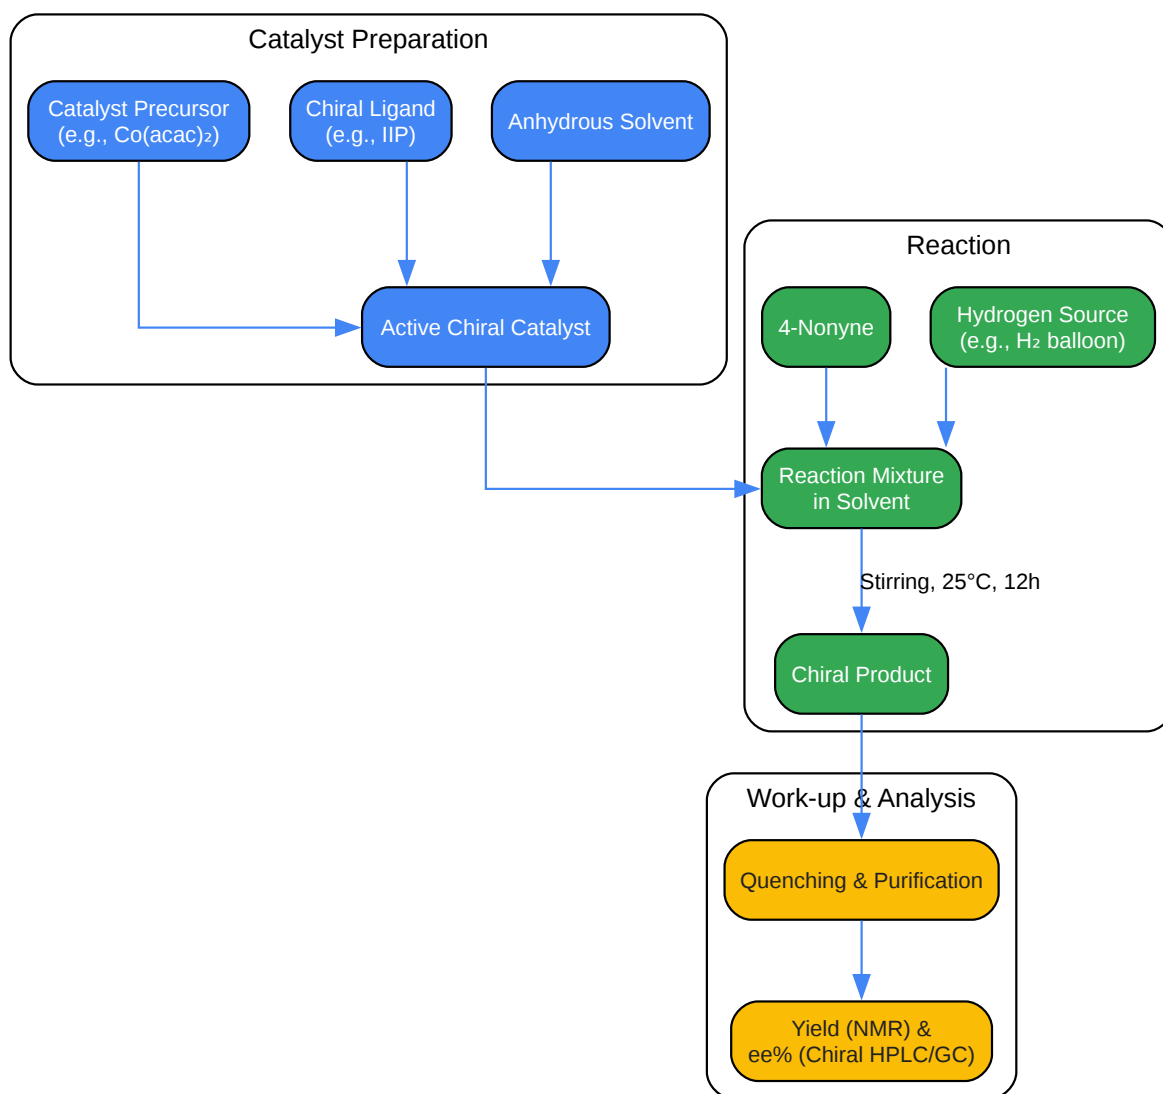 Catalyst Preparation
Catalyst Precursor
(e.g., Co(acac)₂)
Chiral Ligand
(e.g., IIP)
Anhydrous Solvent
Active Chiral Catalyst
Reaction
4-Nonyne
Hydrogen Source
(e.g., H₂ balloon)
Reaction Mixture
in Solvent
Stirring, 25°C, 12h
Chiral Product
Work-up & Analysis
Quenching & Purification
Yield (NMR) &
ee% (Chiral HPLC/GC)